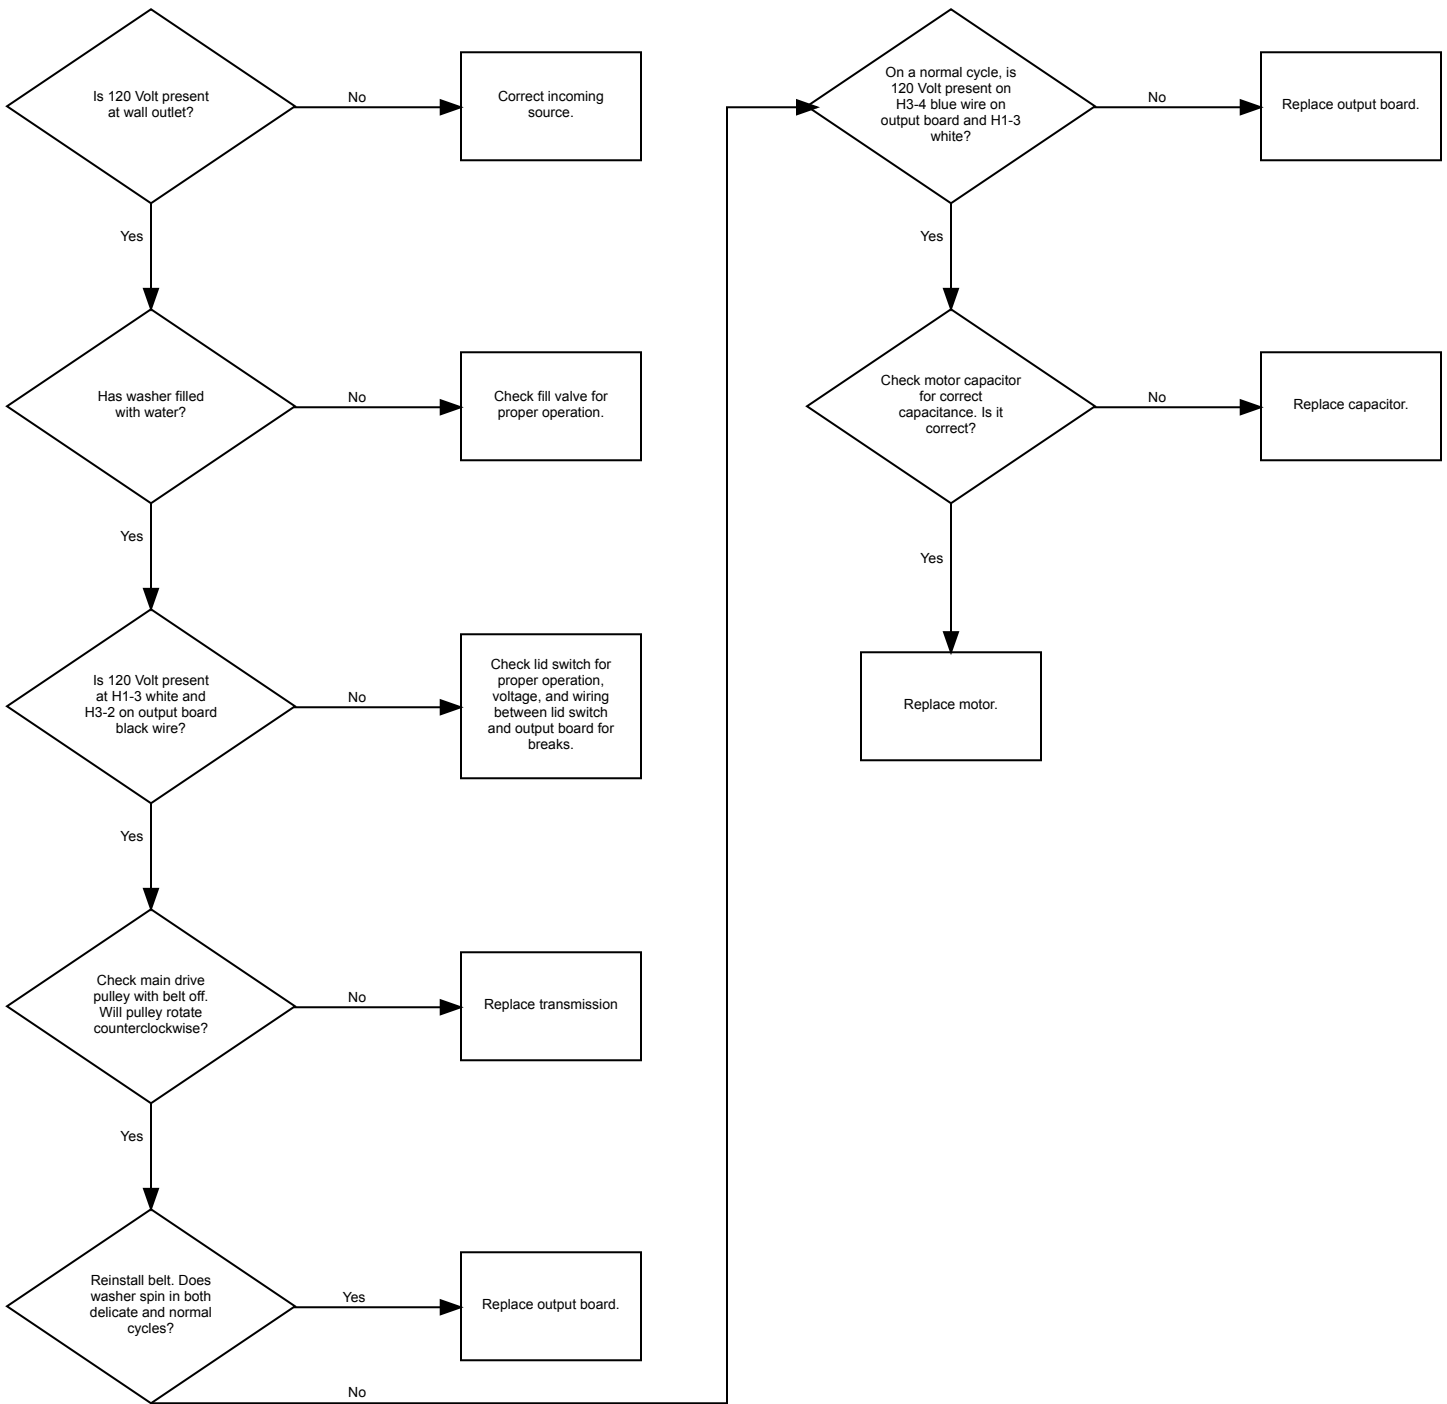 Is 120 Volt present
at wall outlet?
No
Correct incoming
source.
Yes
Has washer filled
with water?
No
Check fill valve for
proper operation.
Yes
Is 120 Volt present
at H1-3 white and
H3-2 on output board
black wire?
No
Check lid switch for
proper operation,
voltage, and wiring
between lid switch
and output board for
breaks.
Yes
Check main drive
pulley with belt off.
Will pulley rotate
counterclockwise?
No
Replace transmission
Yes
Reinstall belt. Does
washer spin in both
delicate and normal
cycles?
Yes
Replace output board.
No
On a normal cycle, is
120 Volt present on
H3-4 blue wire on
output board and H1-3
white?
No
Replace output board.
Yes
Check motor capacitor
for correct
capacitance. Is it
correct?
No
Replace capacitor.
Yes
Replace motor.